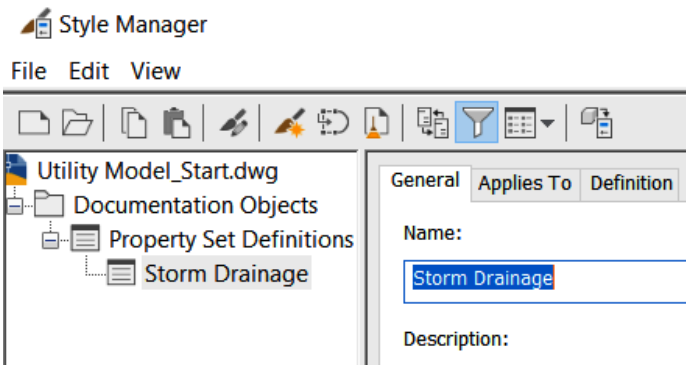 Style Manager
File Edit View
Utility Model_Start.dwg
Documentation Objects
Property Set Definitions
Storm Drainage
General Applies To Definition
Name:
Storm Drainage
Description: